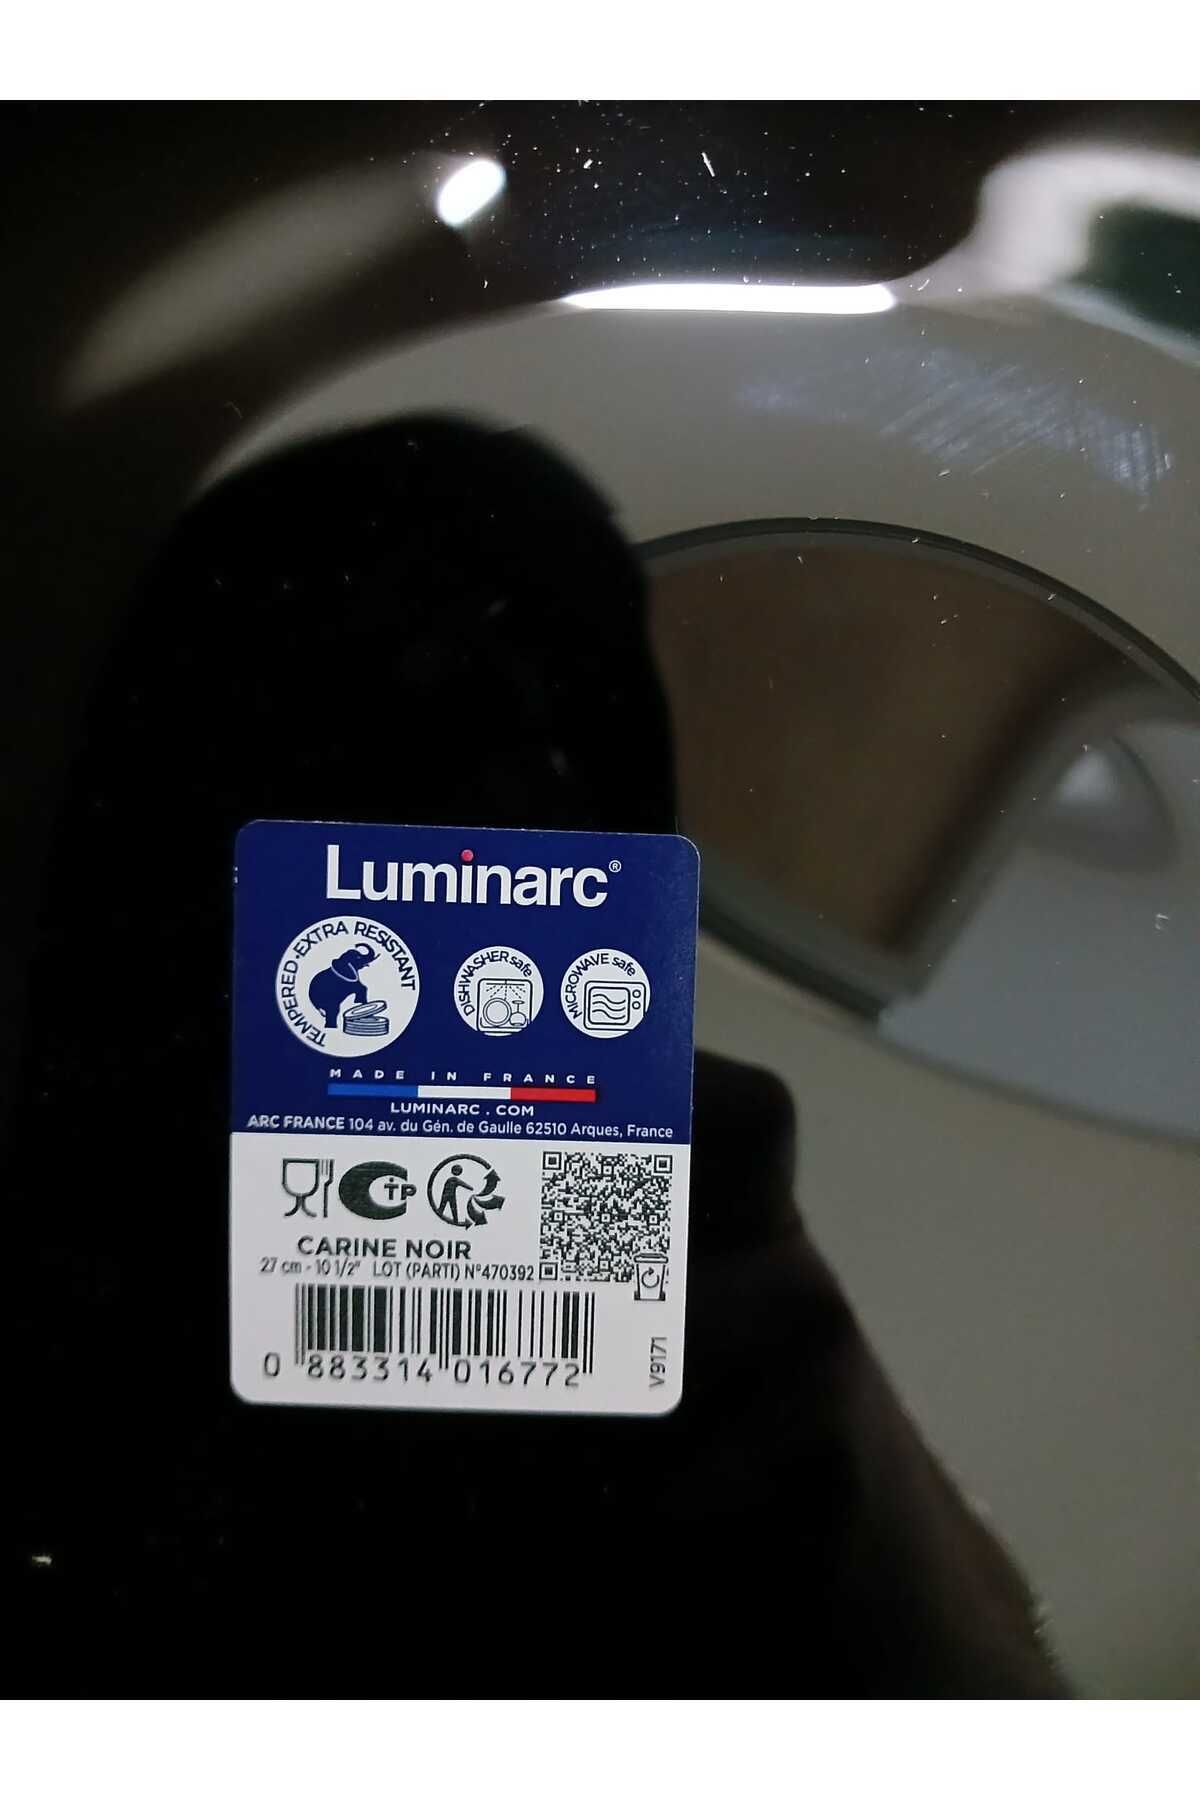 Luminarc®
TEMPERED·EXTRA RESISTANT
DISHWASHER safe
MICROWAVE safe
MADE IN FRANCE
LUMINARC . COM
ARC FRANCE 104 av. du Gén. de Gaulle 62510 Arques, France
CTP
CARINE NOIR
27 cm - 10 1/2" LOT (PARTI) N°470392
0 883314 016772
V9171